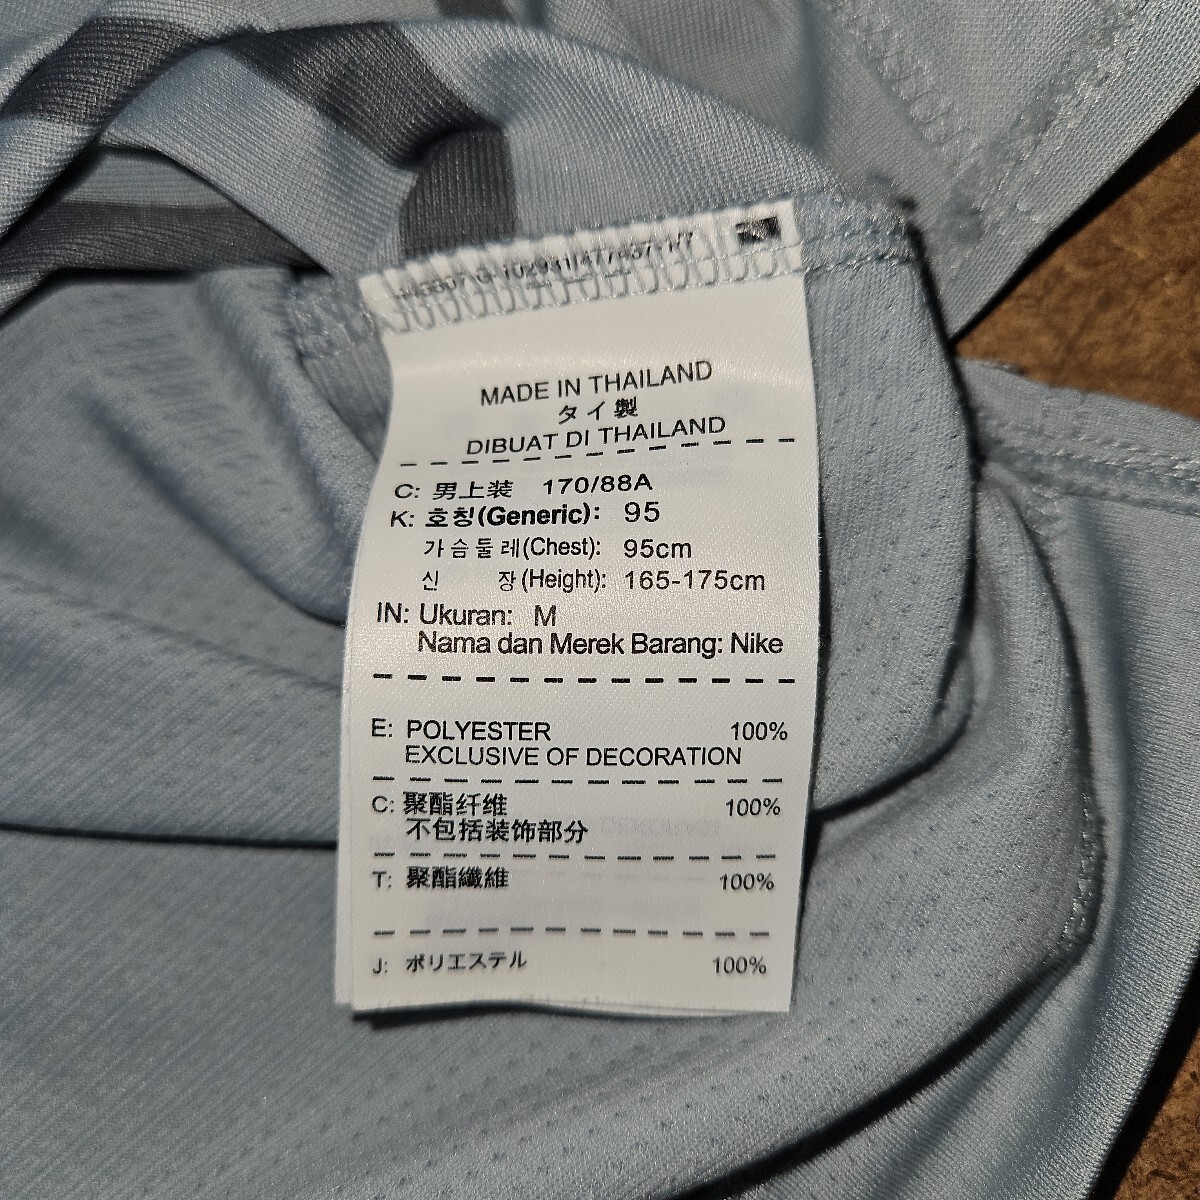 MADE IN THAILAND
タイ製
DIBUAT DI THAILAND
C: 男上装 170/88A
K: 호칭(Generic): 95
가슴둘레(Chest): 95cm
신 장(Height): 165-175cm
IN: Ukuran: M
Nama dan Merek Barang: Nike
E: POLYESTER 100%
EXCLUSIVE OF DECORATION
C: 聚酯纤维 100%
不包括装饰部分
T: 聚酯纖維 100%
J: ポリエステル 100%